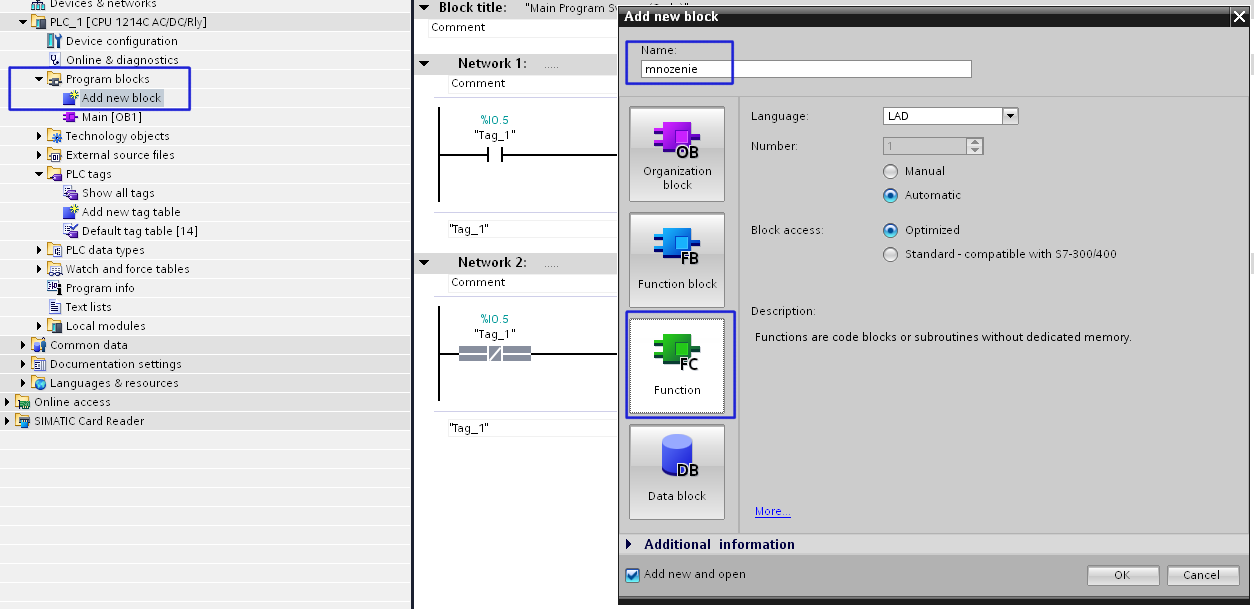 Devices & networks
PLC_1 [CPU 1214C AC/DC/Rly]
Device configuration
Online & diagnostics
Program blocks
Add new block
Main [OB1]
Technology objects
External source files
PLC tags
Show all tags
Add new tag table
Default tag table [14]
PLC data types
Watch and force tables
Program info
Text lists
Local modules
Common data
Documentation settings
Languages & resources
Online access
SIMATIC Card Reader
Block title: "Main Program
Comment
Network 1: .....
Comment
%I0.5
"Tag_1"
"Tag_1"
Network 2: .....
Comment
%I0.5
"Tag_1"
"Tag_1"
Add new block
Name:
mnozenie
OB
Organization
block
FB
Function block
FC
Function
DB
Data block
Language: LAD
Number: 1
Manual
Automatic
Block access: Optimized
Standard - compatible with S7-300/400
Description:
Functions are code blocks or subroutines without dedicated memory.
More...
Additional information
Add new and open
OK
Cancel